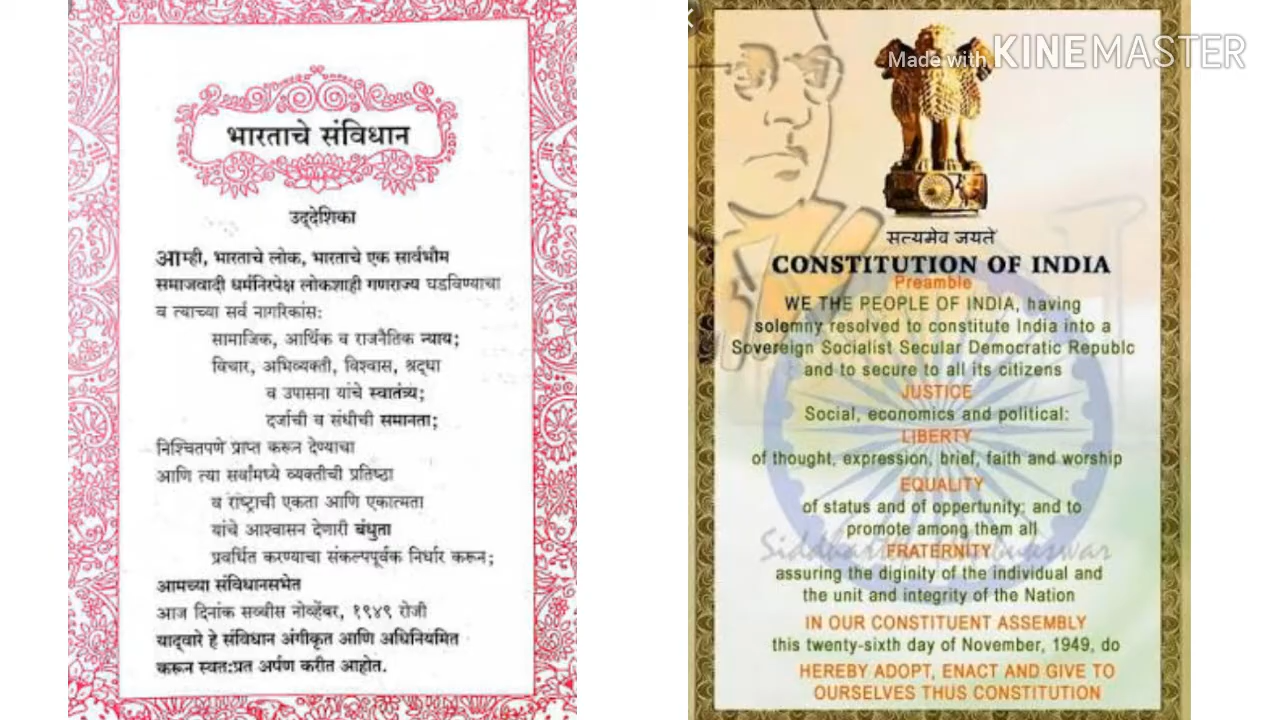 भारताचे संविधान
उद्देशिका
आम्ही, भारताचे लोक, भारताचे एक सार्वभौम
समाजवादी धर्मनिरपेक्ष लोकशाही गणराज्य घडविण्याचा
व त्याच्या सर्व नागरिकांस:
सामाजिक, आर्थिक व राजनैतिक न्याय;
विचार, अभिव्यक्ती, विश्वास, श्रद्धा
व उपासना यांचे स्वातंत्र्य;
दर्जाची व संधीची समानता;
निश्चितपणे प्राप्त करून देण्याचा
आणि त्या सर्वांमध्ये व्यक्तीची प्रतिष्ठा
व राष्ट्राची एकता आणि एकात्मता
यांचे आश्वासन देणारी बंधुता
प्रवर्धित करण्याचा संकल्पपूर्वक निर्धार करून;
आमच्या संविधानसभेत
आज दिनांक सव्वीस नोव्हेंबर, १९४९ रोजी
याद्वारे हे संविधान अंगीकृत आणि अधिनियमित
करून स्वत:प्रत अर्पण करीत आहोत.
Made with KINEMASTER
सत्यमेव जयते
CONSTITUTION OF INDIA
Preamble
WE THE PEOPLE OF INDIA, having
solemny resolved to constitute India into a
Sovereign Socialist Secular Democratic Republc
and to secure to all its citizens
JUSTICE
Social, economics and political:
LIBERTY
of thought, expression, brief, faith and worship
EQUALITY
of status and of opportunity; and to
promote among them all
FRATERNITY
assuring the diginity of the individual and
the unit and integrity of the Nation
IN OUR CONSTITUENT ASSEMBLY
this twenty-sixth day of November, 1949, do
HEREBY ADOPT, ENACT AND GIVE TO
OURSELVES THUS CONSTITUTION